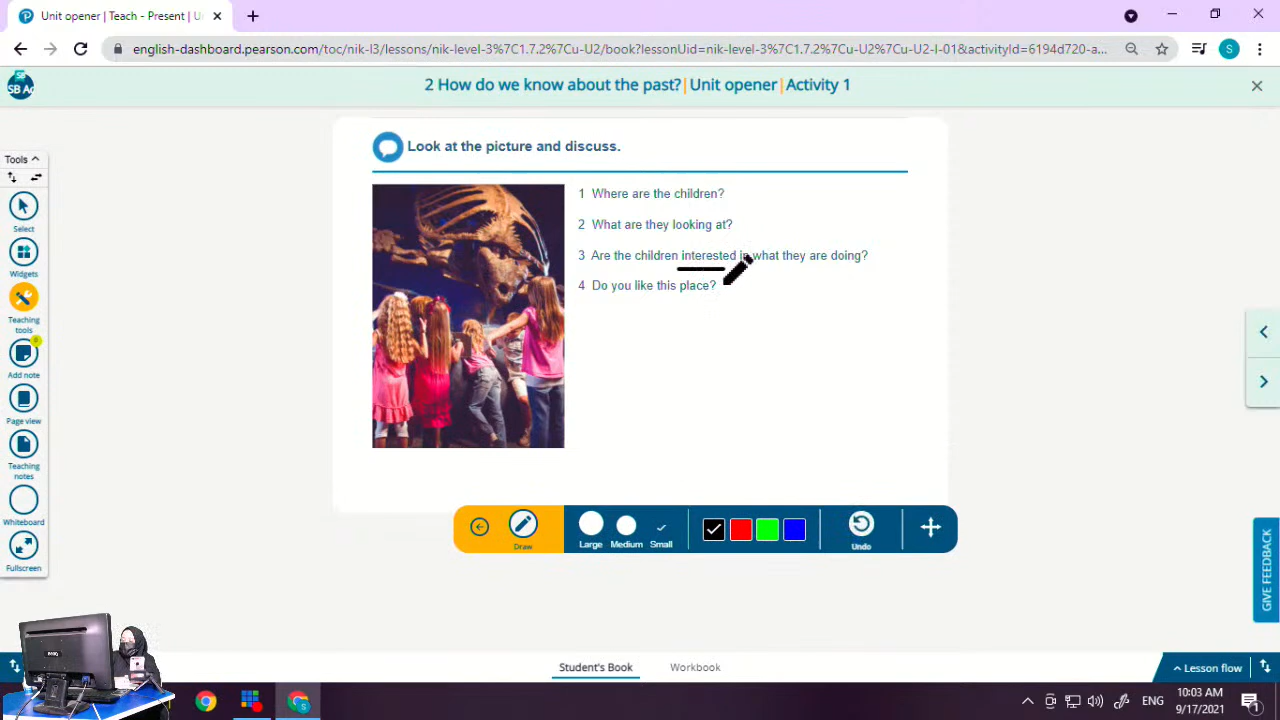 Unit opener | Teach - Present | U
english-dashboard.pearson.com/toc/nik-l3/lessons/nik-level-3%7C1.7.2%7Cu-U2/book?lessonUid=nik-level-3%7C1.7.2%7Cu-U2%7Cu-U2-l-01&activityId=6194d720-a...
S
SB Ac
2 How do we know about the past?|Unit opener|Activity 1
Tools
Select
Widgets
Teaching tools
0
Add note
Page view
Teaching notes
Whiteboard
Fullscreen
Look at the picture and discuss.
1 Where are the children?
2 What are they looking at?
3 Are the children interested in what they are doing?
4 Do you like this place?
Draw
Large
Medium
Small
Undo
GIVE FEEDBACK
Student's Book
Workbook
Lesson flow
ENG
10:03 AM
9/17/2021
1